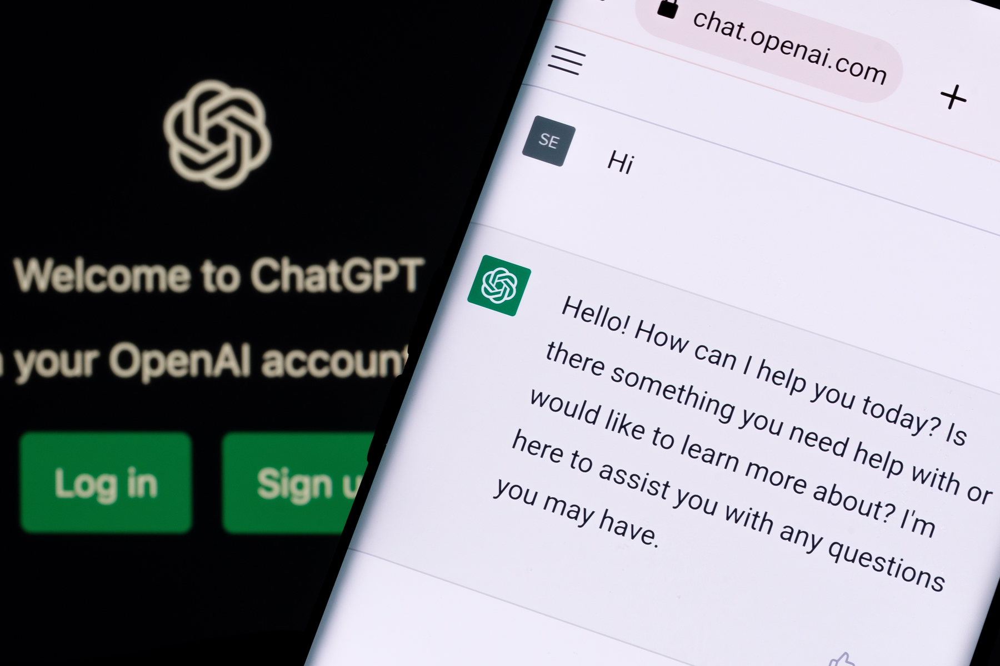 Welcome to ChatGPT
your OpenAI account
Log in
Sign u
chat.openai.com
SE
Hi
Hello! How can I help you today? Is
there something you need help with or
would like to learn more about? I'm
here to assist you with any questions
you may have.